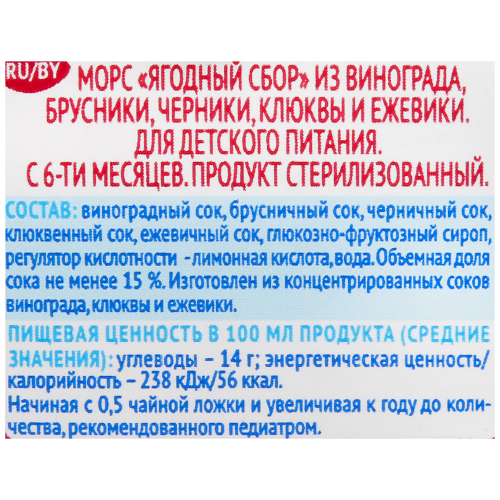 RU/BY
МОРС «ЯГОДНЫЙ СБОР» ИЗ ВИНОГРАДА,
БРУСНИКИ, ЧЕРНИКИ, КЛЮКВЫ И ЕЖЕВИКИ.
ДЛЯ ДЕТСКОГО ПИТАНИЯ.
С 6-ТИ МЕСЯЦЕВ. ПРОДУКТ СТЕРИЛИЗОВАННЫЙ.
СОСТАВ: виноградный сок, брусничный сок, черничный сок,
клюквенный сок, ежевичный сок, глюкозно-фруктозный сироп,
регулятор кислотности -лимонная кислота, вода. Объемная доля
сока не менее 15 %. Изготовлен из концентрированных соков
винограда, клюквы и ежевики.
ПИЩЕВАЯ ЦЕННОСТЬ В 100 МЛ ПРОДУКТА (СРЕДНИЕ
ЗНАЧЕНИЯ): углеводы – 14 г; энергетическая ценность/
калорийность – 238 кДж/56 ккал.
Начиная с 0,5 чайной ложки и увеличивая к году до коли-
чества, рекомендованного педиатром.